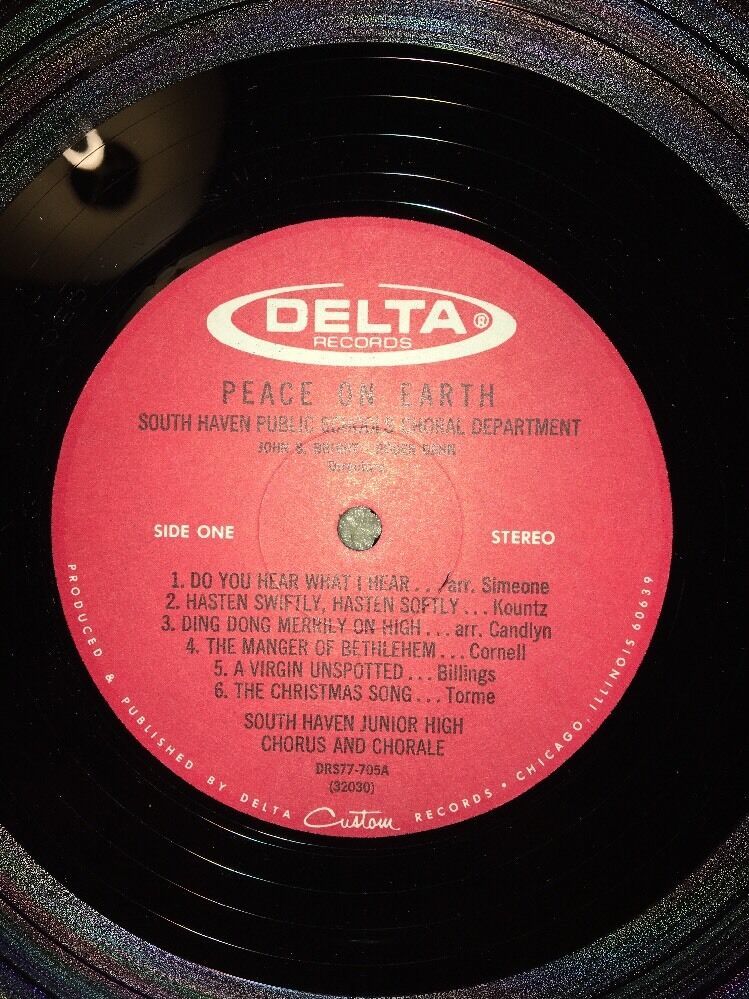 DELTA®
RECORDS
PEACE ON EARTH
SOUTH HAVEN PUBLIC SCHOOLS CHORAL DEPARTMENT
JOHN
SIDE ONE
STEREO
1. DO YOU HEAR WHAT I HEAR... arr. Simeone
2. HASTEN SWIFTLY, HASTEN SOFTLY... Kountz
3. DING DONG MERRILY ON HIGH... arr. Candlyn
4. THE MANGER OF BETHLEHEM... Cornell
5. A VIRGIN UNSPOTTED... Billings
6. THE CHRISTMAS SONG... Torme
SOUTH HAVEN JUNIOR HIGH
CHORUS AND CHORALE
DRS77-705A
(32030)
PRODUCED & PUBLISHED BY DELTA Custom RECORDS • CHICAGO, ILLINOIS 60639